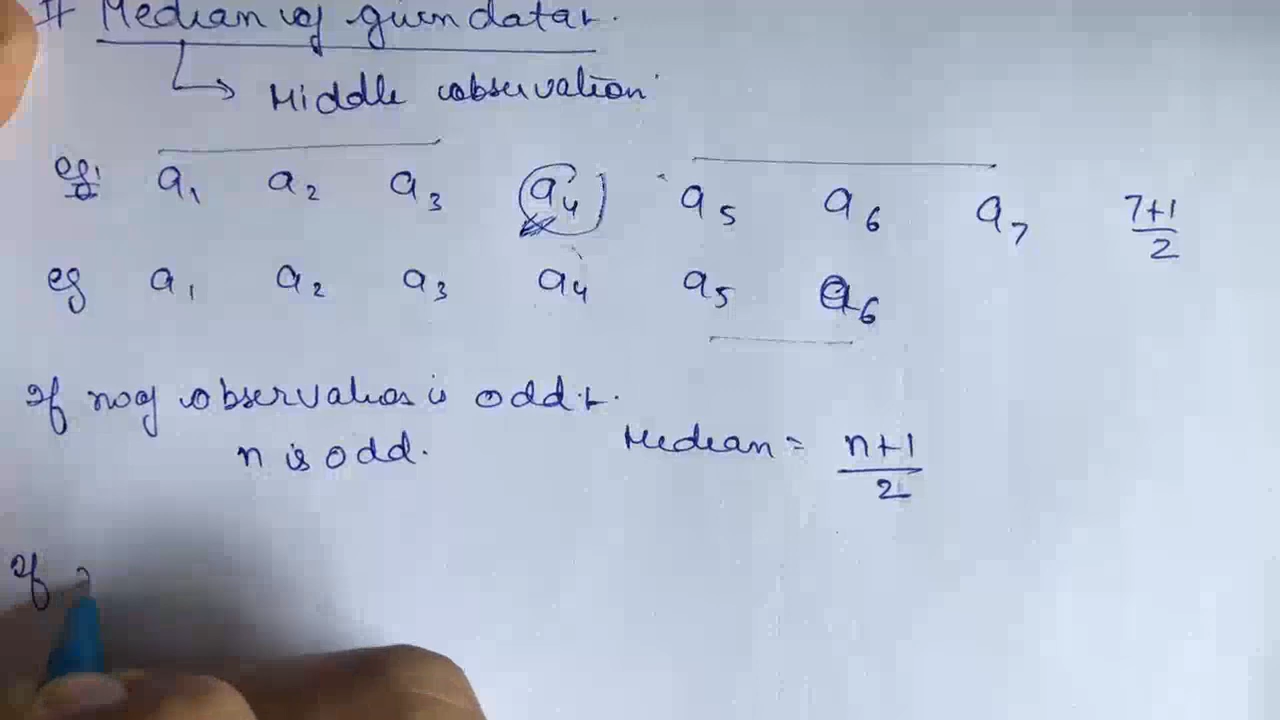 # Median of given data :-
Middle observation
eg: a1 a2 a3 a4 a5 a6 a7 7+1/2
eg a1 a2 a3 a4 a5 a6
If no of observation is odd :-
n is odd. Median = n+1/2
If